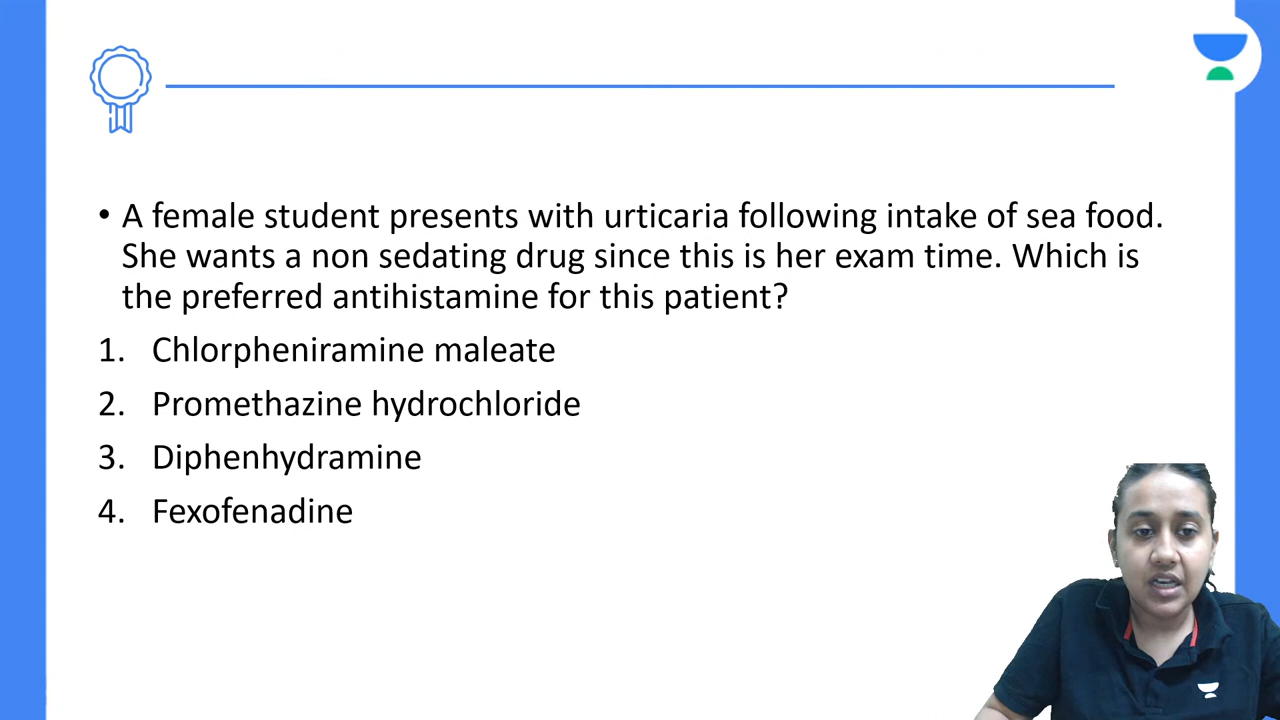 • A female student presents with urticaria following intake of sea food.
She wants a non sedating drug since this is her exam time. Which is
the preferred antihistamine for this patient?
1. Chlorpheniramine maleate
2. Promethazine hydrochloride
3. Diphenhydramine
4. Fexofenadine